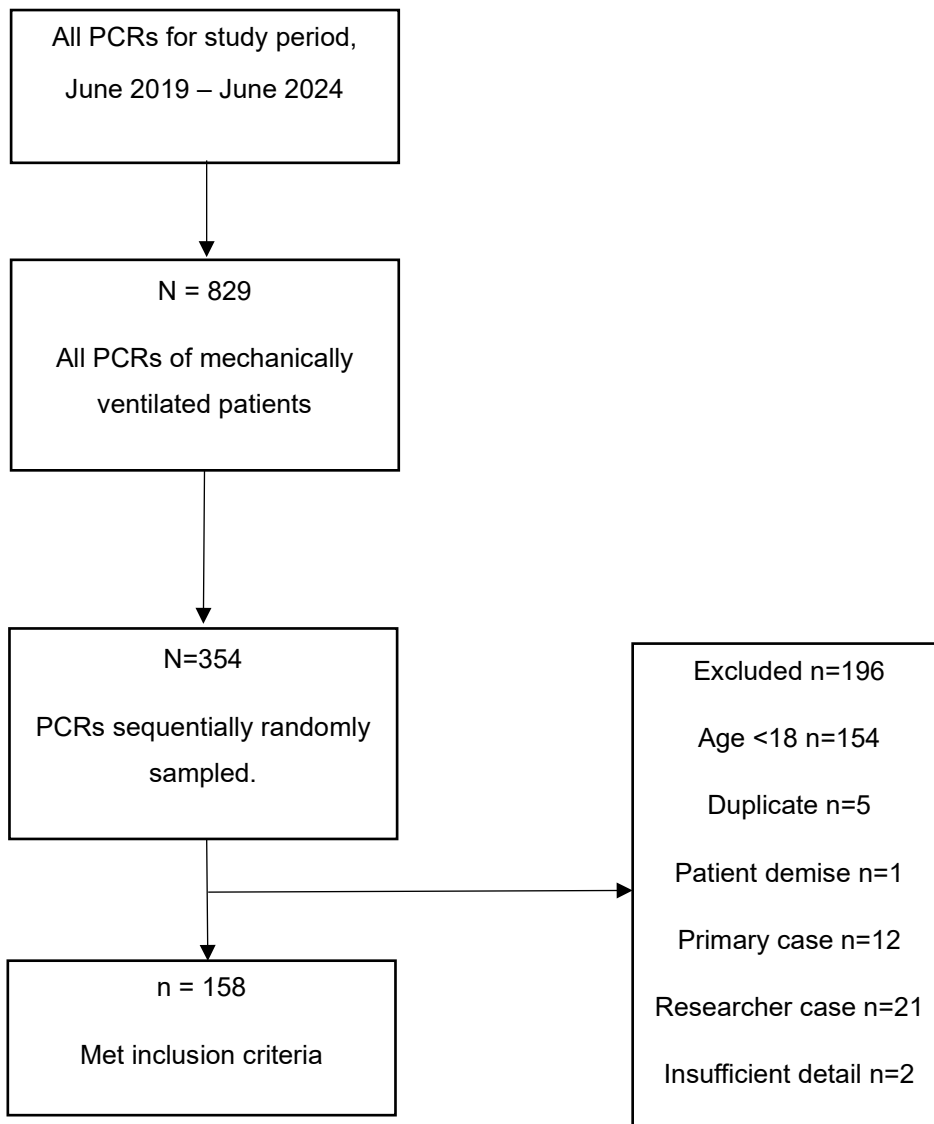 All PCRs for study period,
June 2019 – June 2024
N = 829
All PCRs of mechanically
ventilated patients
N=354
PCRs sequentially randomly
sampled.
Excluded n=196
Age <18 n=154
Duplicate n=5
Patient demise n=1
Primary case n=12
Researcher case n=21
Insufficient detail n=2
n = 158
Met inclusion criteria